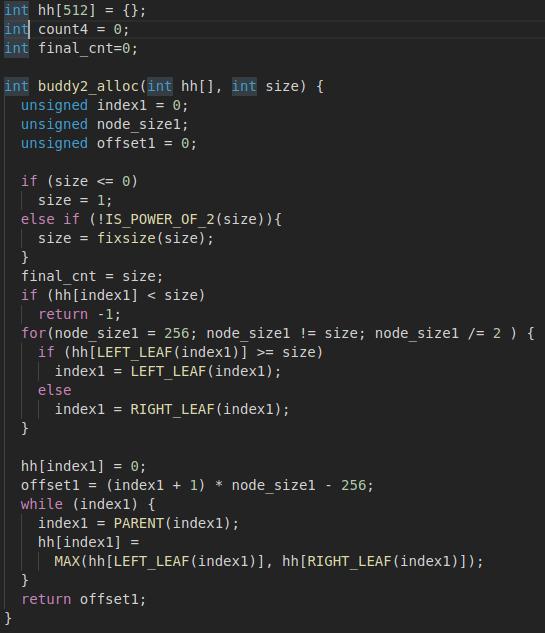 int hh[512] = {};
int count4 = 0;
int final_cnt=0;

int buddy2_alloc(int hh[], int size) {
  unsigned index1 = 0;
  unsigned node_size1;
  unsigned offset1 = 0;

  if (size <= 0)
    size = 1;
  else if (!IS_POWER_OF_2(size)){
    size = fixsize(size);
  }
  final_cnt = size;
  if (hh[index1] < size)
    return -1;
  for(node_size1 = 256; node_size1 != size; node_size1 /= 2 ) {
    if (hh[LEFT_LEAF(index1)] >= size)
      index1 = LEFT_LEAF(index1);
    else
      index1 = RIGHT_LEAF(index1);
  }

  hh[index1] = 0;
  offset1 = (index1 + 1) * node_size1 - 256;
  while (index1) {
    index1 = PARENT(index1);
    hh[index1] =
      MAX(hh[LEFT_LEAF(index1)], hh[RIGHT_LEAF(index1)]);
  }
  return offset1;
}